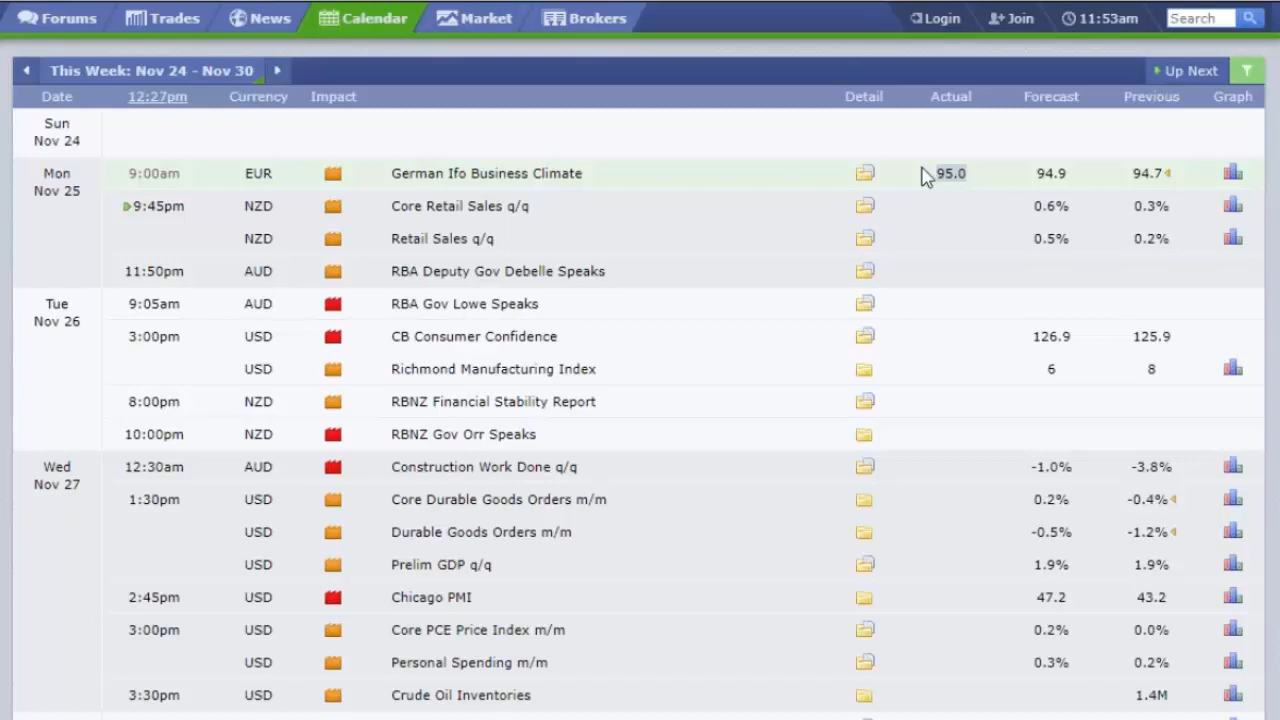 Forums Trades News Calendar Market Brokers Login Join 11:53am Search
This Week: Nov 24 - Nov 30 Up Next
Date 12:27pm Currency Impact Detail Actual Forecast Previous Graph
Sun
Nov 24
Mon
Nov 25
9:00am EUR German Ifo Business Climate 95.0 94.9 94.7
9:45pm NZD Core Retail Sales q/q 0.6% 0.3%
NZD Retail Sales q/q 0.5% 0.2%
11:50pm AUD RBA Deputy Gov Debelle Speaks
Tue
Nov 26
9:05am AUD RBA Gov Lowe Speaks
3:00pm USD CB Consumer Confidence 126.9 125.9
USD Richmond Manufacturing Index 6 8
8:00pm NZD RBNZ Financial Stability Report
10:00pm NZD RBNZ Gov Orr Speaks
Wed
Nov 27
12:30am AUD Construction Work Done q/q -1.0% -3.8%
1:30pm USD Core Durable Goods Orders m/m 0.2% -0.4%
USD Durable Goods Orders m/m -0.5% -1.2%
USD Prelim GDP q/q 1.9% 1.9%
2:45pm USD Chicago PMI 47.2 43.2
3:00pm USD Core PCE Price Index m/m 0.2% 0.0%
USD Personal Spending m/m 0.3% 0.2%
3:30pm USD Crude Oil Inventories 1.4M